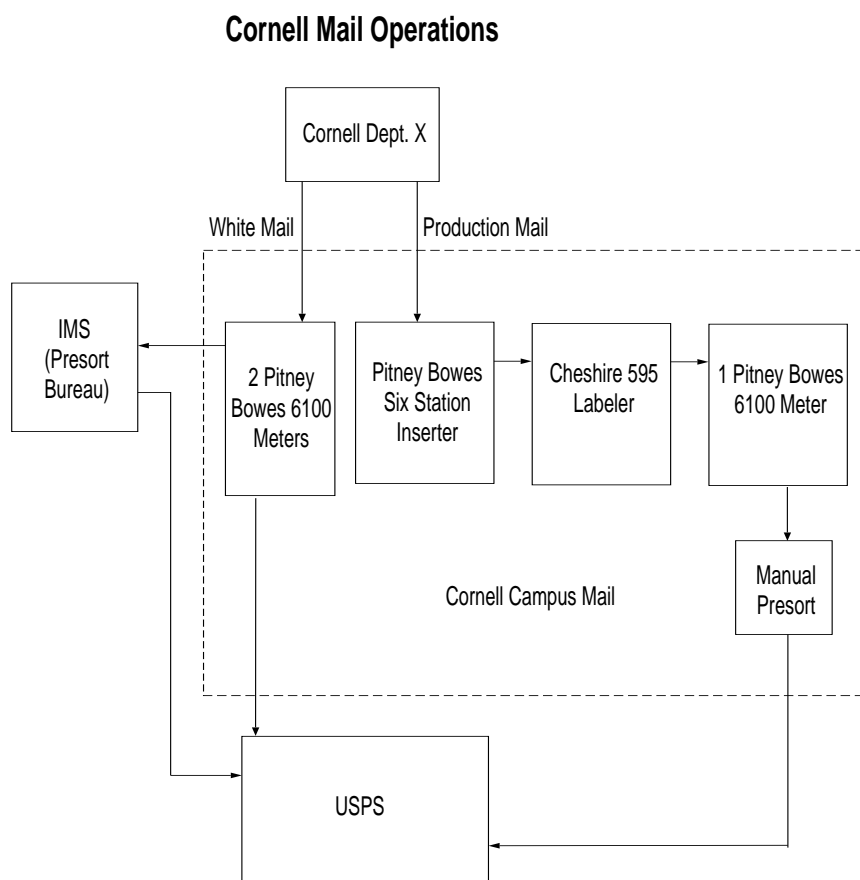 Cornell Mail Operations
Cornell Dept. X
White Mail
Production Mail
IMS
(Presort
Bureau)
2 Pitney
Bowes 6100
Meters
Pitney Bowes
Six Station
Inserter
Cheshire 595
Labeler
1 Pitney Bowes
6100 Meter
Manual
Presort
Cornell Campus Mail
USPS